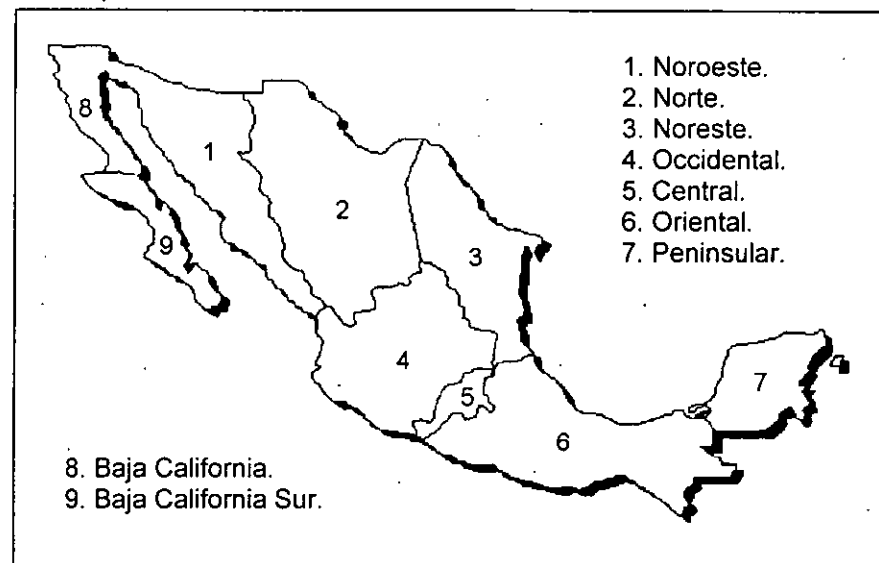 1. Noroeste.
2. Norte.
3. Noreste.
4. Occidental.
5. Central.
6. Oriental.
7. Peninsular.
8
1
2
3
9
4
5
7
6
8. Baja California.
9. Baja California Sur.